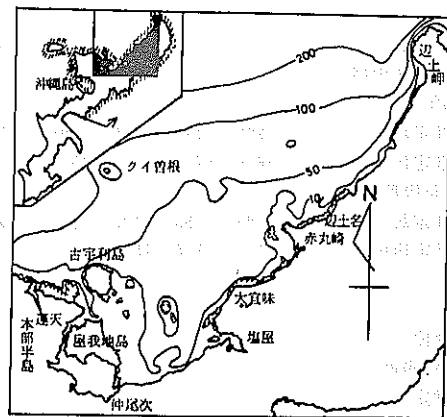 200
辺土岬
沖縄島
100
クイ曽根
50
10
N
辺土名
赤丸崎
古宇利島
大宜味
運天
塩屋
屋我地島
本部半島
仲尾次